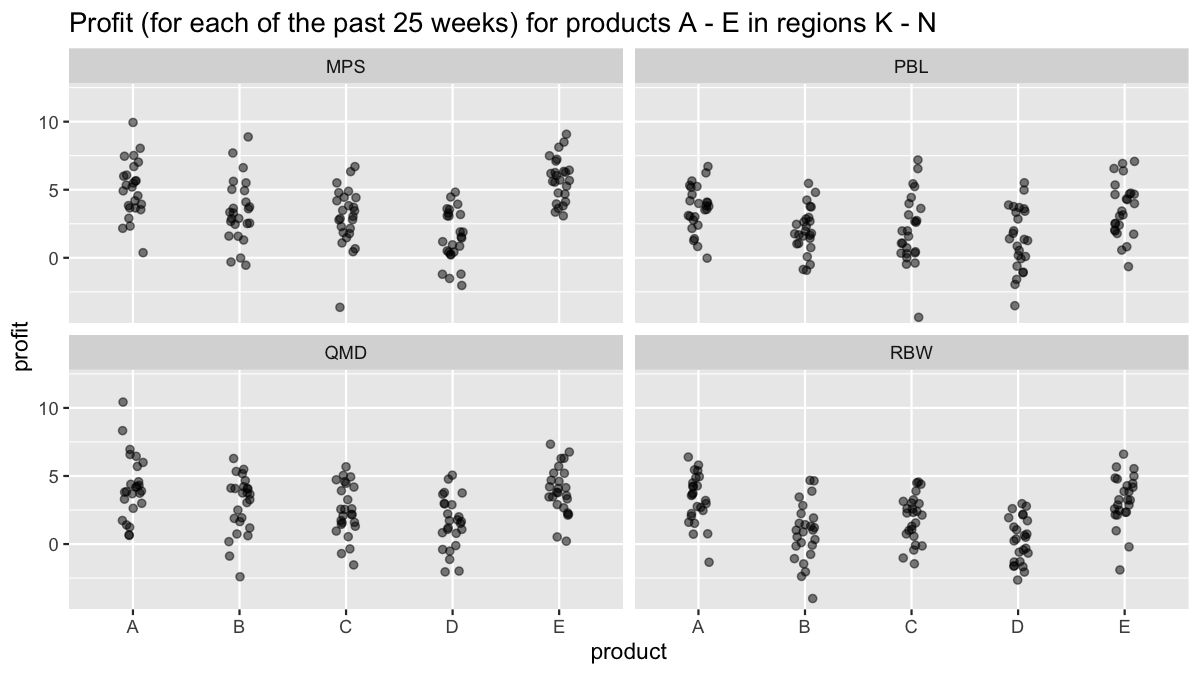 Profit (for each of the past 25 weeks) for products A - E in regions K - N
MPS
PBL
10
5
0
profit
QMD
RBW
10
5
0
A B C D E
A B C D E
product